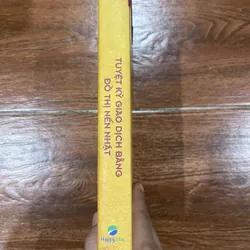 TUYỆT KỸ GIAO DỊCH BẰNG
ĐỒ THỊ NẾN NHẬT